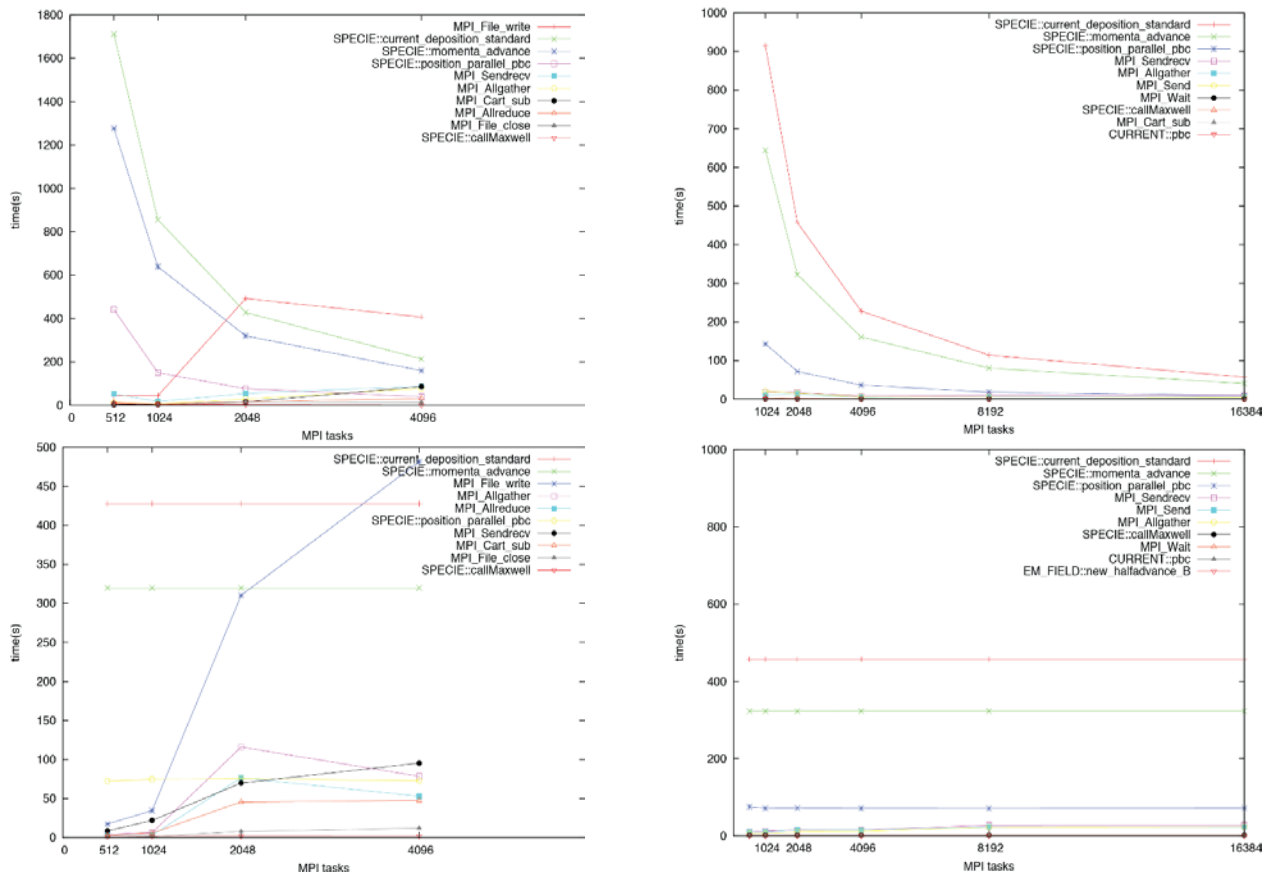 1800
1600
1400
1200
1000
800
600
400
200
0
time(s)
MPI_File_write
SPECIE::current_deposition_standard
SPECIE::momenta_advance
SPECIE::position_parallel_pbc
MPI_Sendrecv
MPI_Allgather
MPI_Cart_sub
MPI_Allreduce
MPI_File_close
SPECIE::callMaxwell
0 512 1024 2048 4096
MPI tasks
1000
900
800
700
600
500
400
300
200
100
0
time(s)
SPECIE::current_deposition_standard
SPECIE::momenta_advance
SPECIE::position_parallel_pbc
MPI_Sendrecv
MPI_Allgather
MPI_Send
MPI_Wait
SPECIE::callMaxwell
MPI_Cart_sub
CURRENT::pbc
1024 2048 4096 8192 16384
MPI tasks
500
450
400
350
300
250
200
150
100
50
0
time(s)
SPECIE::current_deposition_standard
SPECIE::momenta_advance
MPI_File_write
MPI_Allgather
MPI_Allreduce
SPECIE::position_parallel_pbc
MPI_Sendrecv
MPI_Cart_sub
MPI_File_close
SPECIE::callMaxwell
0 512 1024 2048 4096
MPI tasks
1000
800
600
400
200
0
time(s)
SPECIE::current_deposition_standard
SPECIE::momenta_advance
SPECIE::position_parallel_pbc
MPI_Sendrecv
MPI_Send
MPI_Allgather
SPECIE::callMaxwell
MPI_Wait
CURRENT::pbc
EM_FIELD::new_halfadvance_B
1024 2048 4096 8192 16384
MPI tasks